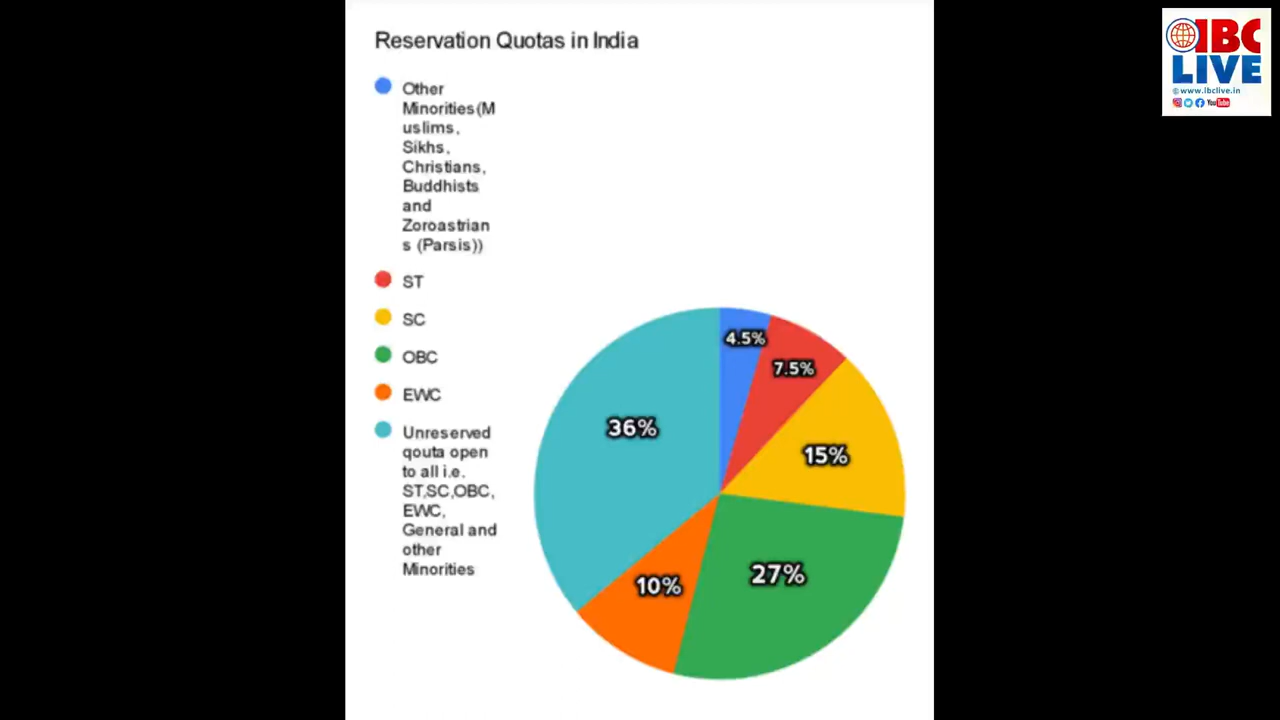 Reservation Quotas in India
Other
Minorities(M
uslims,
Sikhs,
Christians,
Buddhists
and
Zoroastrian
s (Parsis))
ST
SC
OBC
EWC
Unreserved
qouta open
to all i.e.
ST,SC,OBC,
EWC,
General and
other
Minorities
4.5%
7.5%
15%
27%
10%
36%
IBC
LIVE
@www.ibclive.in
YouTube